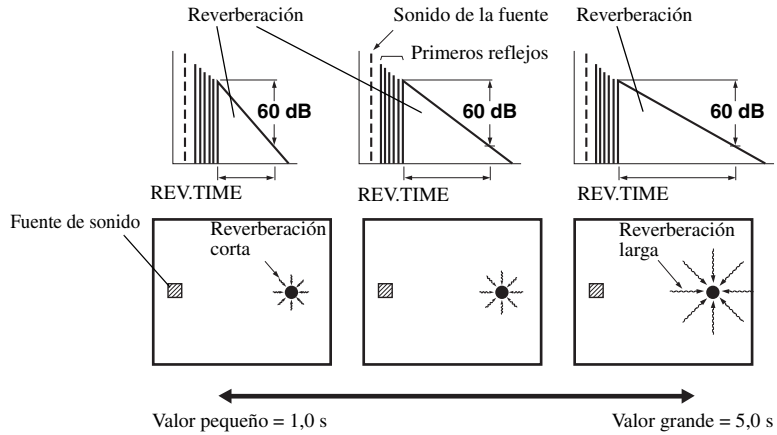 Reverberación
Sonido de la fuente
Reverberación
Primeros reflejos
60 dB
60 dB
60 dB
REV.TIME
REV.TIME
REV.TIME
Fuente de sonido
Reverberación
corta
Reverberación
larga
Valor pequeño = 1,0 s
Valor grande = 5,0 s